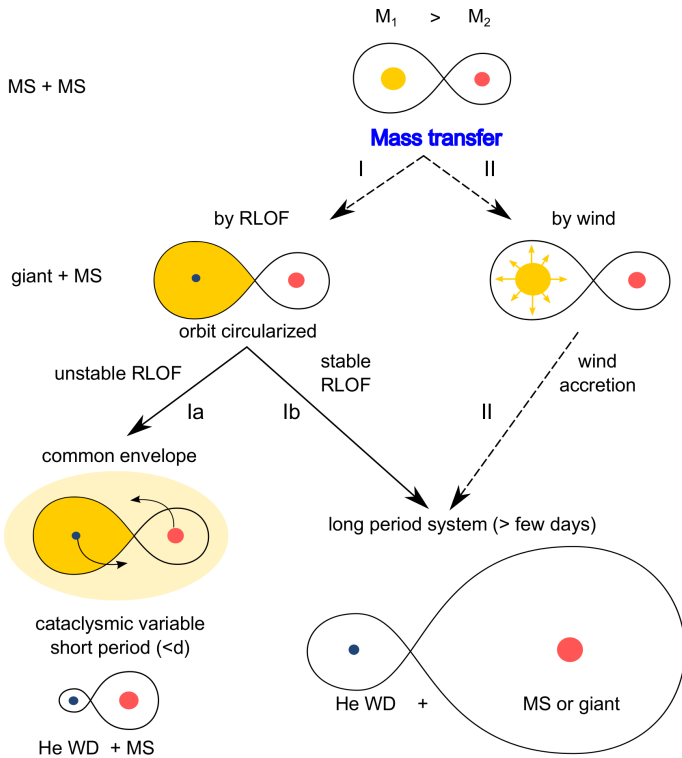 M₁ > M₂
MS + MS
Mass transfer
I II
by RLOF by wind
giant + MS
orbit circularized
unstable RLOF
stable
RLOF
wind
accretion
Ia Ib II
common envelope
long period system (> few days)
cataclysmic variable
short period (<d)
He WD + MS or giant
He WD + MS